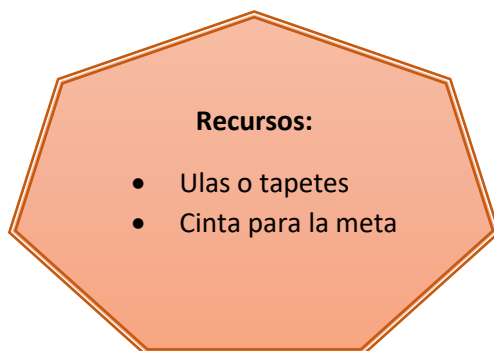 Recursos:
• Ulas o tapetes
• Cinta para la meta